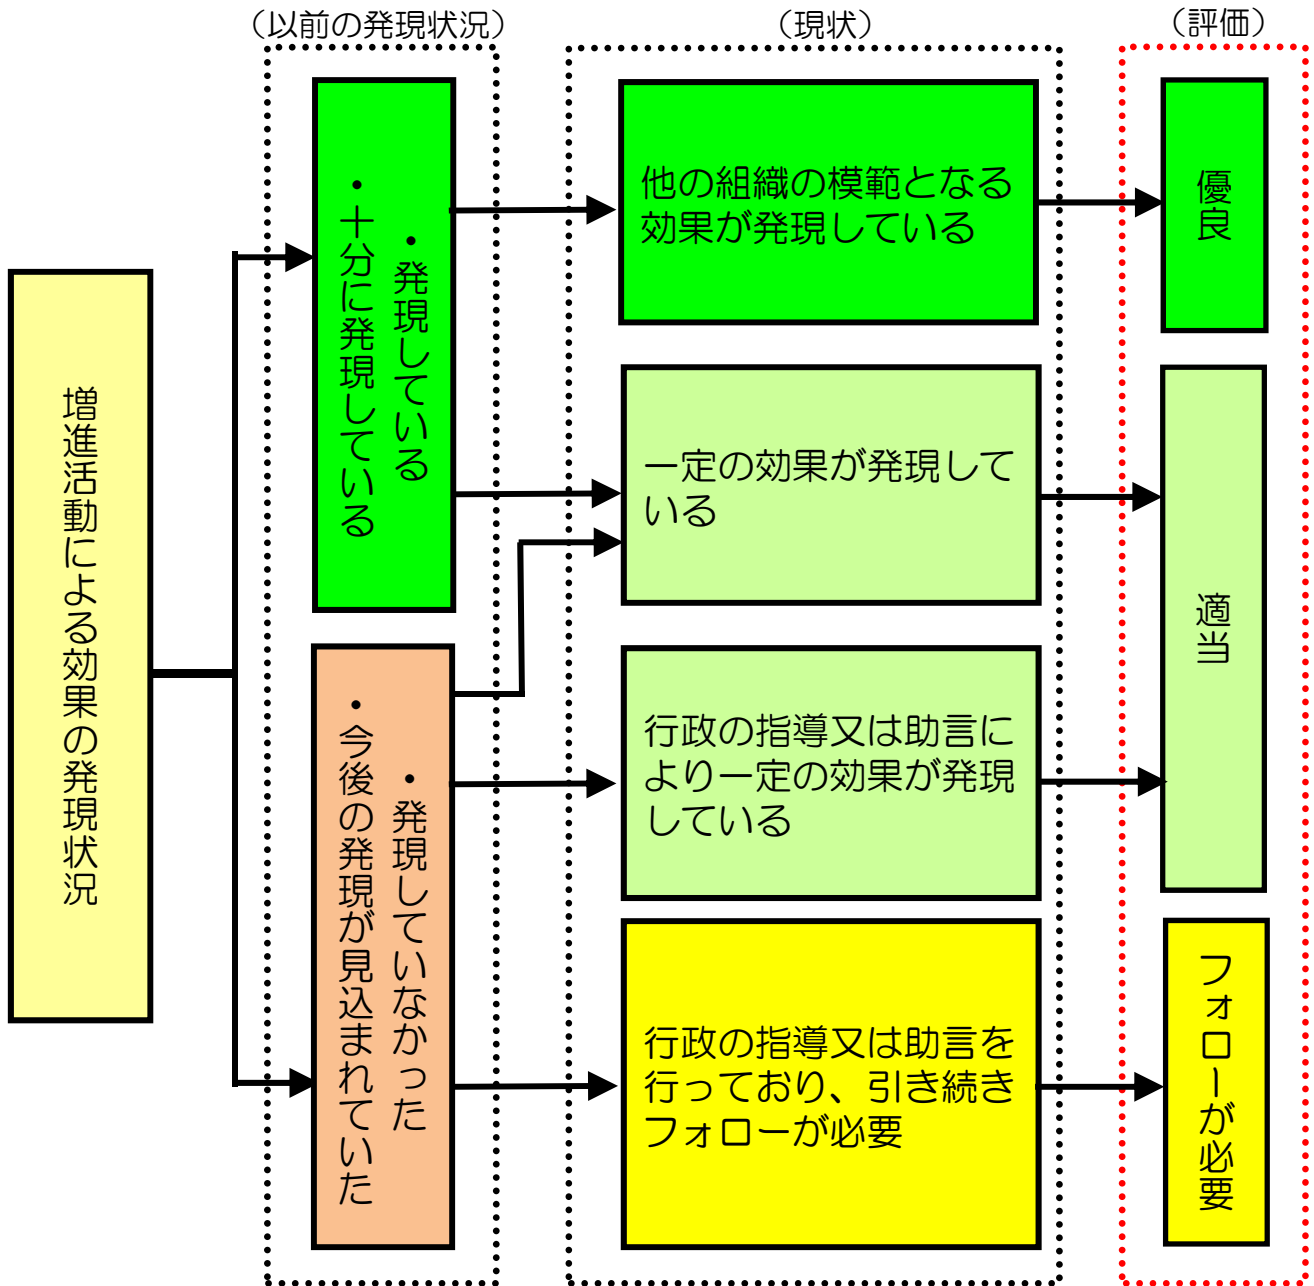 （以前の発現状況）
（現状）
（評価）
増進活動による効果の発現状況
・発現している
・十分に発現している
・発現していなかった
・今後の発現が見込まれていた
他の組織の模範となる
効果が発現している
一定の効果が発現して
いる
行政の指導又は助言に
より一定の効果が発現
している
行政の指導又は助言を
行っており、引き続き
フォローが必要
優良
適当
フォローが必要